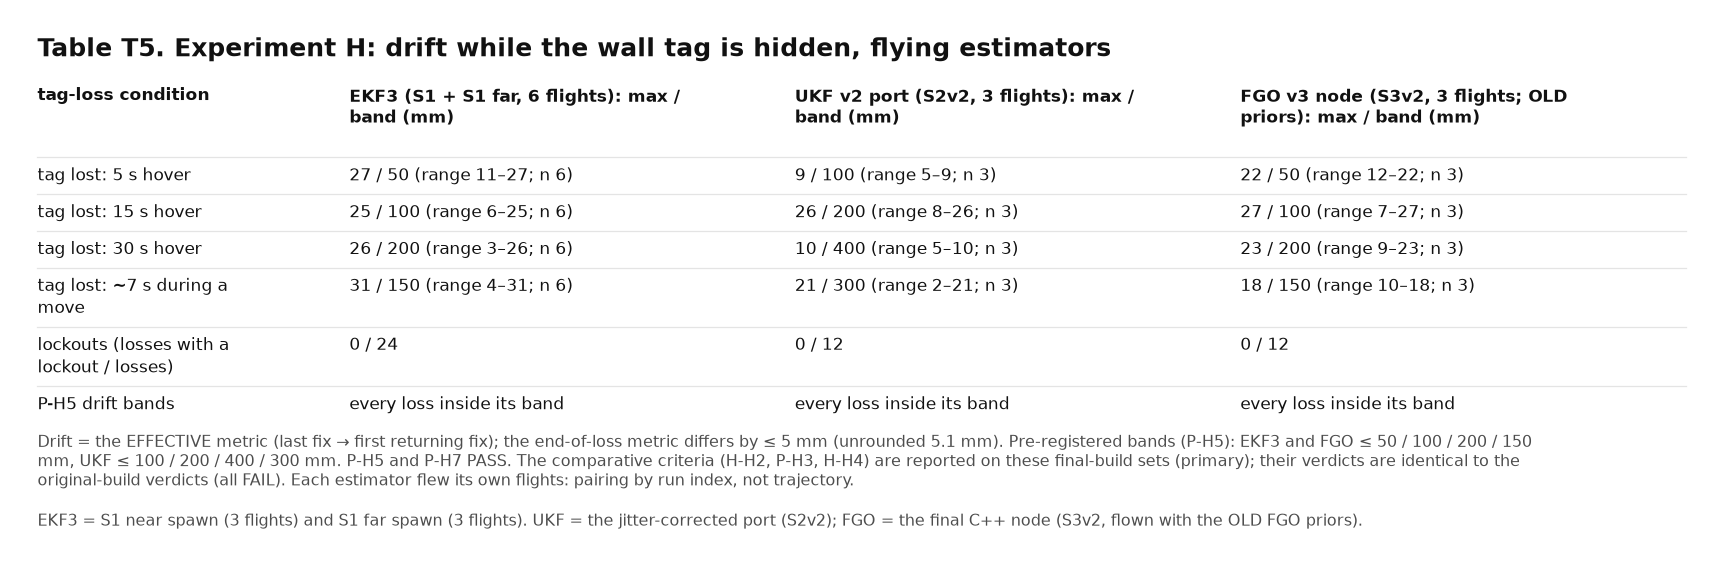 Table T5. Experiment H: drift while the wall tag is hidden, flying estimators
tag-loss condition
EKF3 (S1 + S1 far, 6 flights): max /
band (mm)
UKF v2 port (S2v2, 3 flights): max /
band (mm)
FGO v3 node (S3v2, 3 flights; OLD
priors): max / band (mm)
tag lost: 5 s hover
27 / 50 (range 11–27; n 6)
9 / 100 (range 5–9; n 3)
22 / 50 (range 12–22; n 3)
tag lost: 15 s hover
25 / 100 (range 6–25; n 6)
26 / 200 (range 8–26; n 3)
27 / 100 (range 7–27; n 3)
tag lost: 30 s hover
26 / 200 (range 3–26; n 6)
10 / 400 (range 5–10; n 3)
23 / 200 (range 9–23; n 3)
tag lost: ~7 s during a
move
31 / 150 (range 4–31; n 6)
21 / 300 (range 2–21; n 3)
18 / 150 (range 10–18; n 3)
lockouts (losses with a
lockout / losses)
0 / 24
0 / 12
0 / 12
P-H5 drift bands
every loss inside its band
every loss inside its band
every loss inside its band
Drift = the EFFECTIVE metric (last fix → first returning fix); the end-of-loss metric differs by ≤ 5 mm (unrounded 5.1 mm). Pre-registered bands (P-H5): EKF3 and FGO ≤ 50 / 100 / 200 / 150
mm, UKF ≤ 100 / 200 / 400 / 300 mm. P-H5 and P-H7 PASS. The comparative criteria (H-H2, P-H3, H-H4) are reported on these final-build sets (primary); their verdicts are identical to the
original-build verdicts (all FAIL). Each estimator flew its own flights: pairing by run index, not trajectory.
EKF3 = S1 near spawn (3 flights) and S1 far spawn (3 flights). UKF = the jitter-corrected port (S2v2); FGO = the final C++ node (S3v2, flown with the OLD FGO priors).